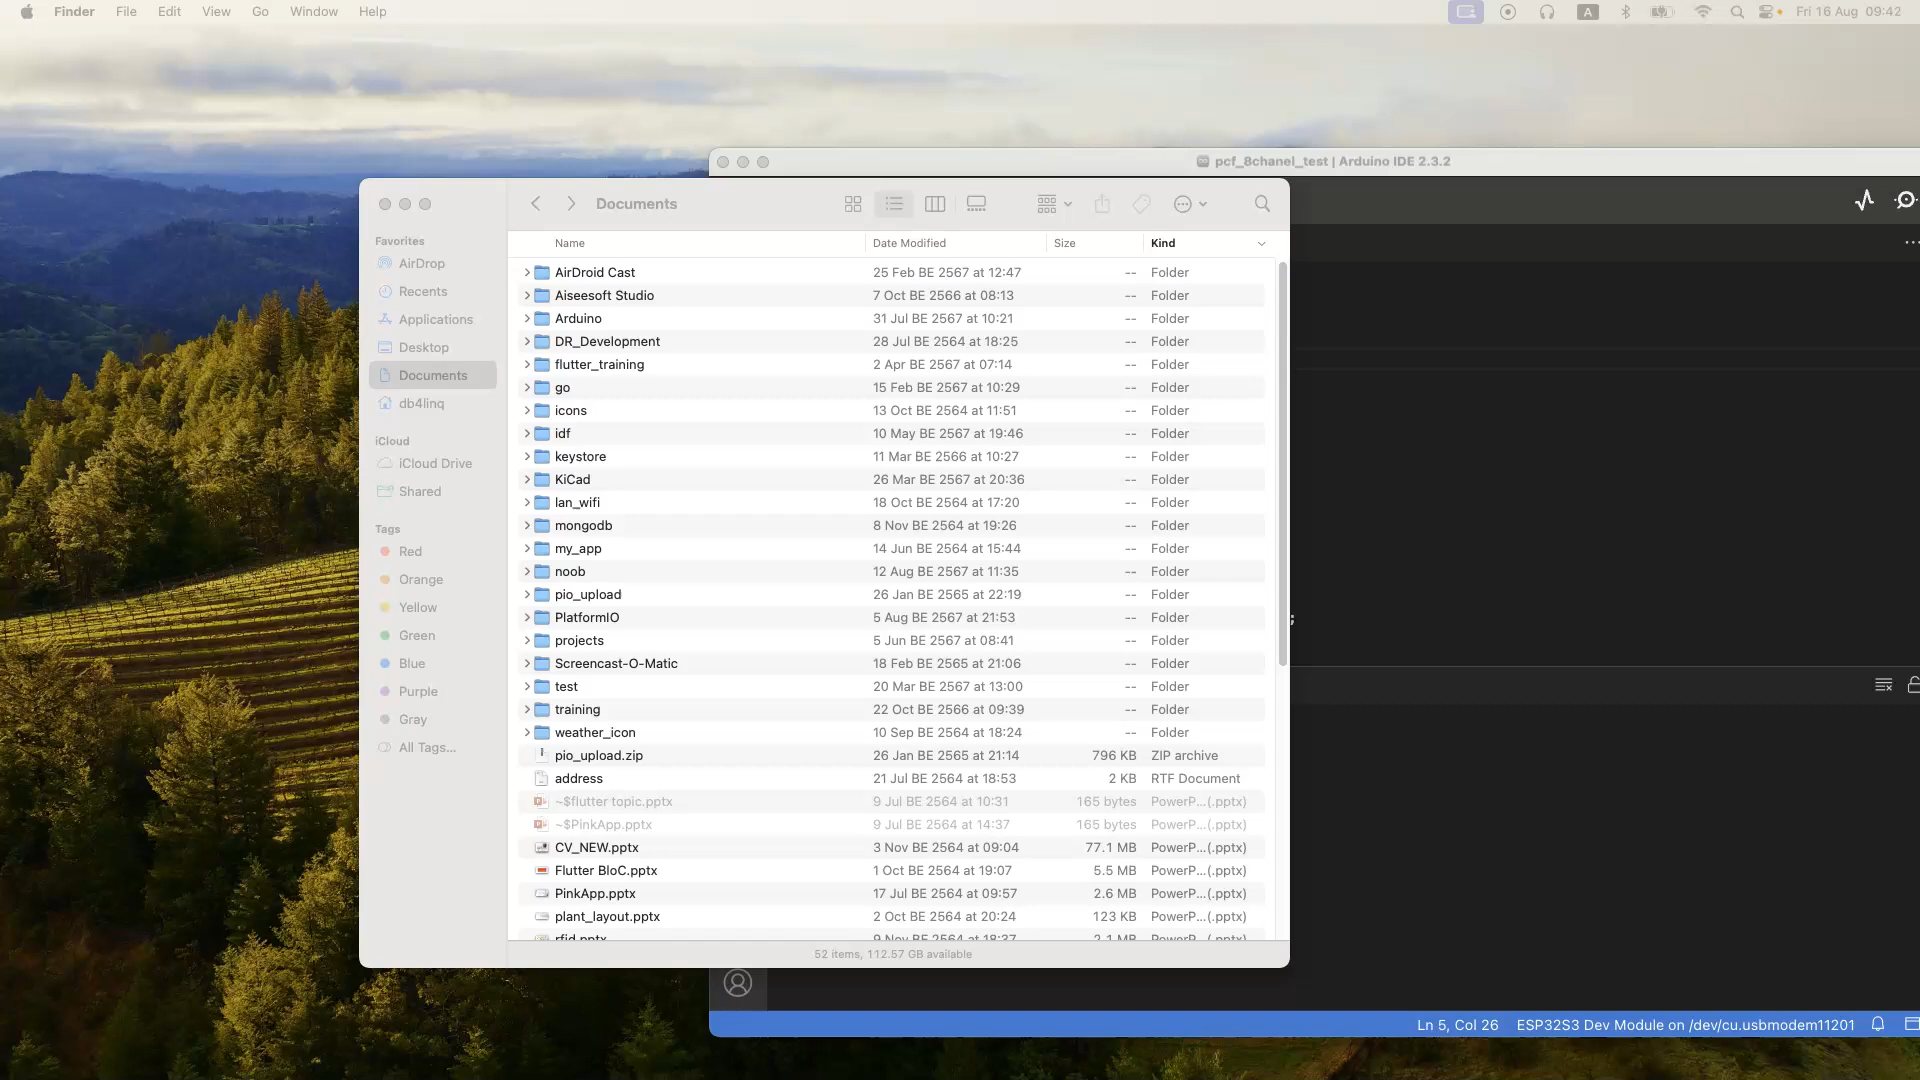 Finder File Edit View Go Window Help
A
Fri 16 Aug 09:42
pcf_8chanel_test | Arduino IDE 2.3.2
Documents
Favorites
AirDrop
Recents
Applications
Desktop
Documents
db4linq
iCloud
iCloud Drive
Shared
Tags
Red
Orange
Yellow
Green
Blue
Purple
Gray
All Tags...
Name Date Modified Size Kind
AirDroid Cast 25 Feb BE 2567 at 12:47 -- Folder
Aiseesoft Studio 7 Oct BE 2566 at 08:13 -- Folder
Arduino 31 Jul BE 2567 at 10:21 -- Folder
DR_Development 28 Jul BE 2564 at 18:25 -- Folder
flutter_training 2 Apr BE 2567 at 07:14 -- Folder
go 15 Feb BE 2567 at 10:29 -- Folder
icons 13 Oct BE 2564 at 11:51 -- Folder
idf 10 May BE 2567 at 19:46 -- Folder
keystore 11 Mar BE 2566 at 10:27 -- Folder
KiCad 26 Mar BE 2567 at 20:36 -- Folder
lan_wifi 18 Oct BE 2564 at 17:20 -- Folder
mongodb 8 Nov BE 2564 at 19:26 -- Folder
my_app 14 Jun BE 2564 at 15:44 -- Folder
noob 12 Aug BE 2567 at 11:35 -- Folder
pio_upload 26 Jan BE 2565 at 22:19 -- Folder
PlatformIO 5 Aug BE 2567 at 21:53 -- Folder
projects 5 Jun BE 2567 at 08:41 -- Folder
Screencast-O-Matic 18 Feb BE 2565 at 21:06 -- Folder
test 20 Mar BE 2567 at 13:00 -- Folder
training 22 Oct BE 2566 at 09:39 -- Folder
weather_icon 10 Sep BE 2564 at 18:24 -- Folder
pio_upload.zip 26 Jan BE 2565 at 21:14 796 KB ZIP archive
address 21 Jul BE 2564 at 18:53 2 KB RTF Document
~$flutter topic.pptx 9 Jul BE 2564 at 10:31 165 bytes PowerP...(.pptx)
~$PinkApp.pptx 9 Jul BE 2564 at 14:37 165 bytes PowerP...(.pptx)
CV_NEW.pptx 3 Nov BE 2564 at 09:04 77.1 MB PowerP...(.pptx)
Flutter BloC.pptx 1 Oct BE 2564 at 19:07 5.5 MB PowerP...(.pptx)
PinkApp.pptx 17 Jul BE 2564 at 09:57 2.6 MB PowerP...(.pptx)
plant_layout.pptx 2 Oct BE 2564 at 20:24 123 KB PowerP...(.pptx)
rfid.pptx 9 Nov BE 2564 at 18:37 2.1 MB PowerP...(.pptx)
52 items, 112.57 GB available
;
Ln 5, Col 26 ESP32S3 Dev Module on /dev/cu.usbmodem11201